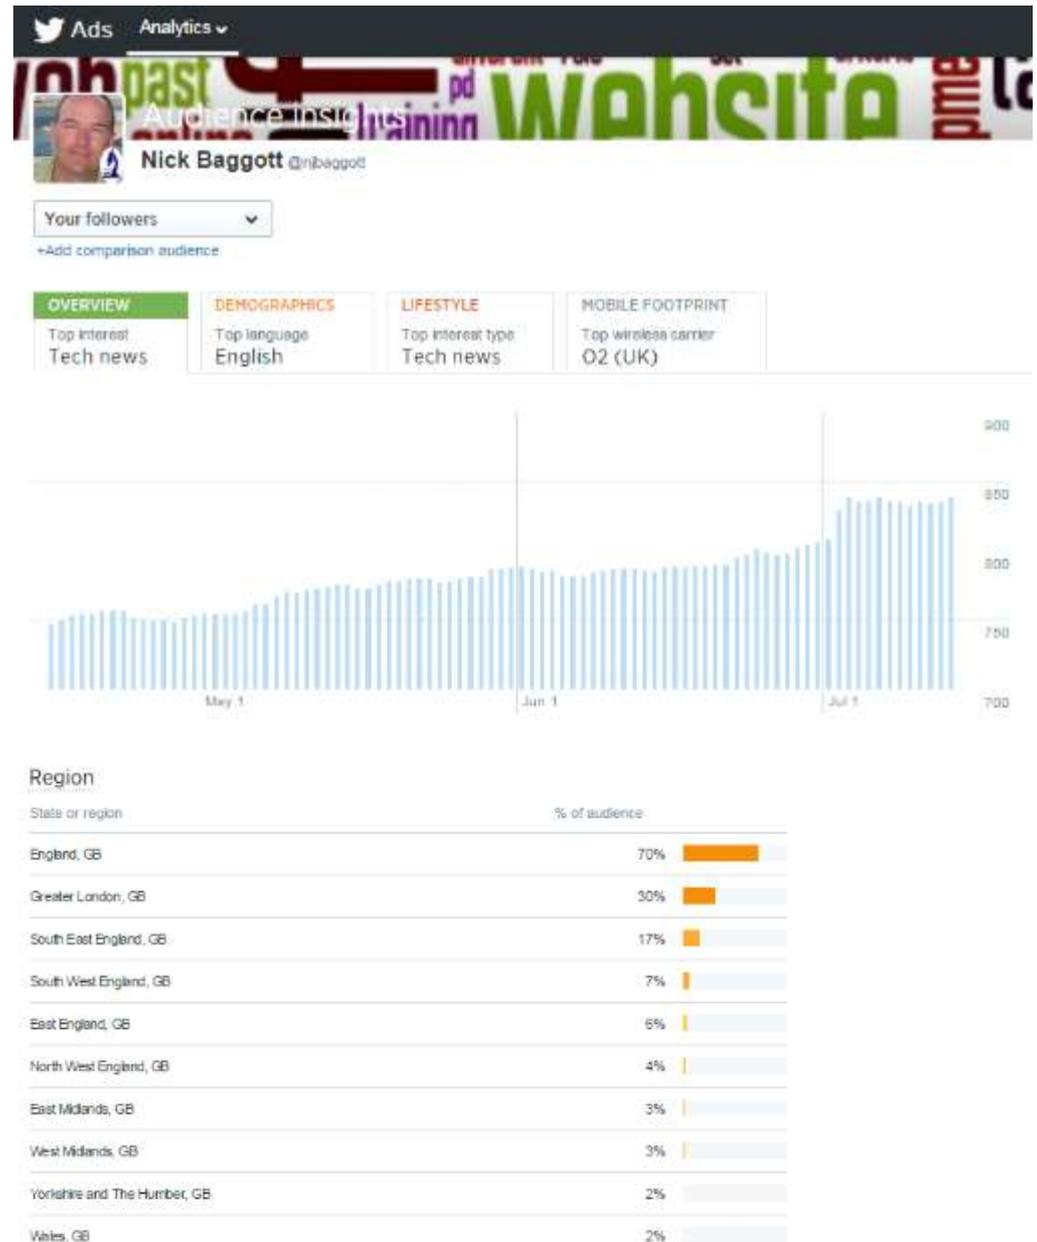 Ads Analytics
past
pd
website
training
Audience Insights
Nick Baggott @njbaggott
Your followers
+Add comparison audience
OVERVIEW DEMOGRAPHICS LIFESTYLE MOBILE FOOTPRINT
Top interest Top language Top interest type Top wireless carrier
Tech news English Tech news O2 (UK)
900
850
800
750
May 1 Jun 1 Jul 1 700
Region
State or region % of audience
England, GB 70%
Greater London, GB 30%
South East England, GB 17%
South West England, GB 7%
East England, GB 6%
North West England, GB 4%
East Midlands, GB 3%
West Midlands, GB 3%
Yorkshire and The Humber, GB 2%
Wales, GB 2%